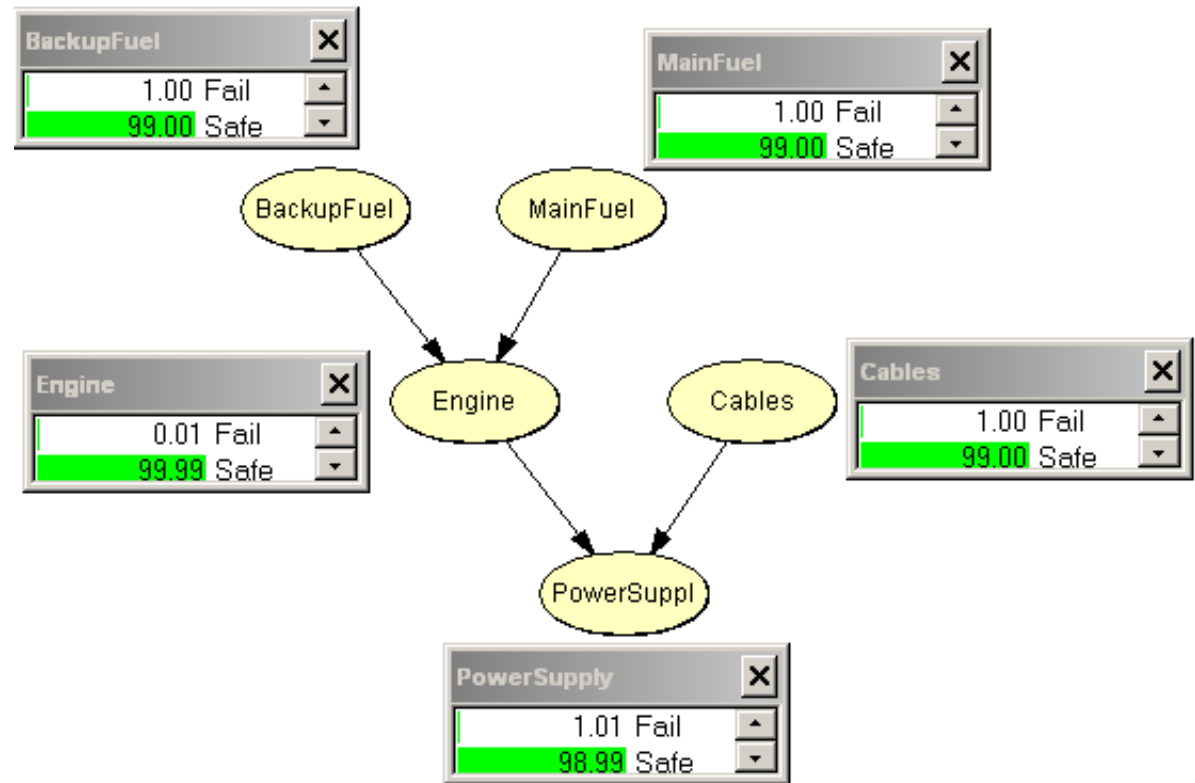 BackupFuel
1.00 Fail
99.00 Safe
MainFuel
1.00 Fail
99.00 Safe
BackupFuel
MainFuel
Engine
0.01 Fail
99.99 Safe
Engine
Cables
Cables
1.00 Fail
99.00 Safe
PowerSuppl
PowerSupply
1.01 Fail
98.99 Safe